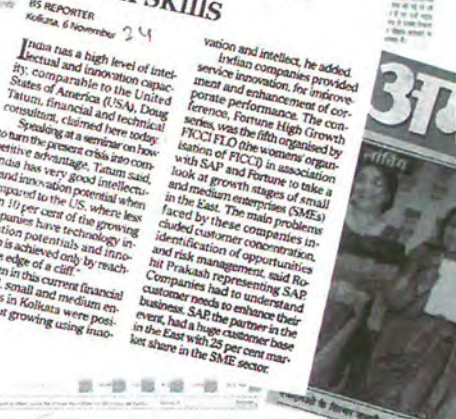 SKILLS
BS REPORTER
Kolkata, 6 November 24
India has a high level of intel-
lectual and innovation capac-
ity, comparable to the United
States of America (USA), Doug
Tatum, financial and technical
consultant, claimed here today.
Speaking at a seminar on how
to turn the present crisis into com-
petitive advantage, Tatum said,
India has very good intellectu-
and innovation potential when
mpared to the US, where less
10 per cent of the growing
panies have technology in-
tion potentials and inno-
is achieved only by reach-
edge of a cliff."
n in this current financial
small and medium en-
s in Kolkata were posi-
t growing using inno-
vation and intellect, he added.
Indian companies provided
service innovation, for improve-
ment and enhancement of cor-
porate performance. The con-
ference, Fortune High Growth
series, was the fifth organised by
FICCI FLO (the womens' organ-
isation of FICCI) in association
with SAP and Fortune to take a
look at growth stages of small
and medium enterprises (SMEs)
in the East. The main problems
faced by these companies in-
cluded customer concentration,
identification of opportunities
and risk management, said Ro-
hit Prakash representing SAP.
Companies had to understand
customer needs to enhance their
business. SAP, the partner in the
event, had a huge customer base
in the East with 25 per cent mar-
ket share in the SME sector.